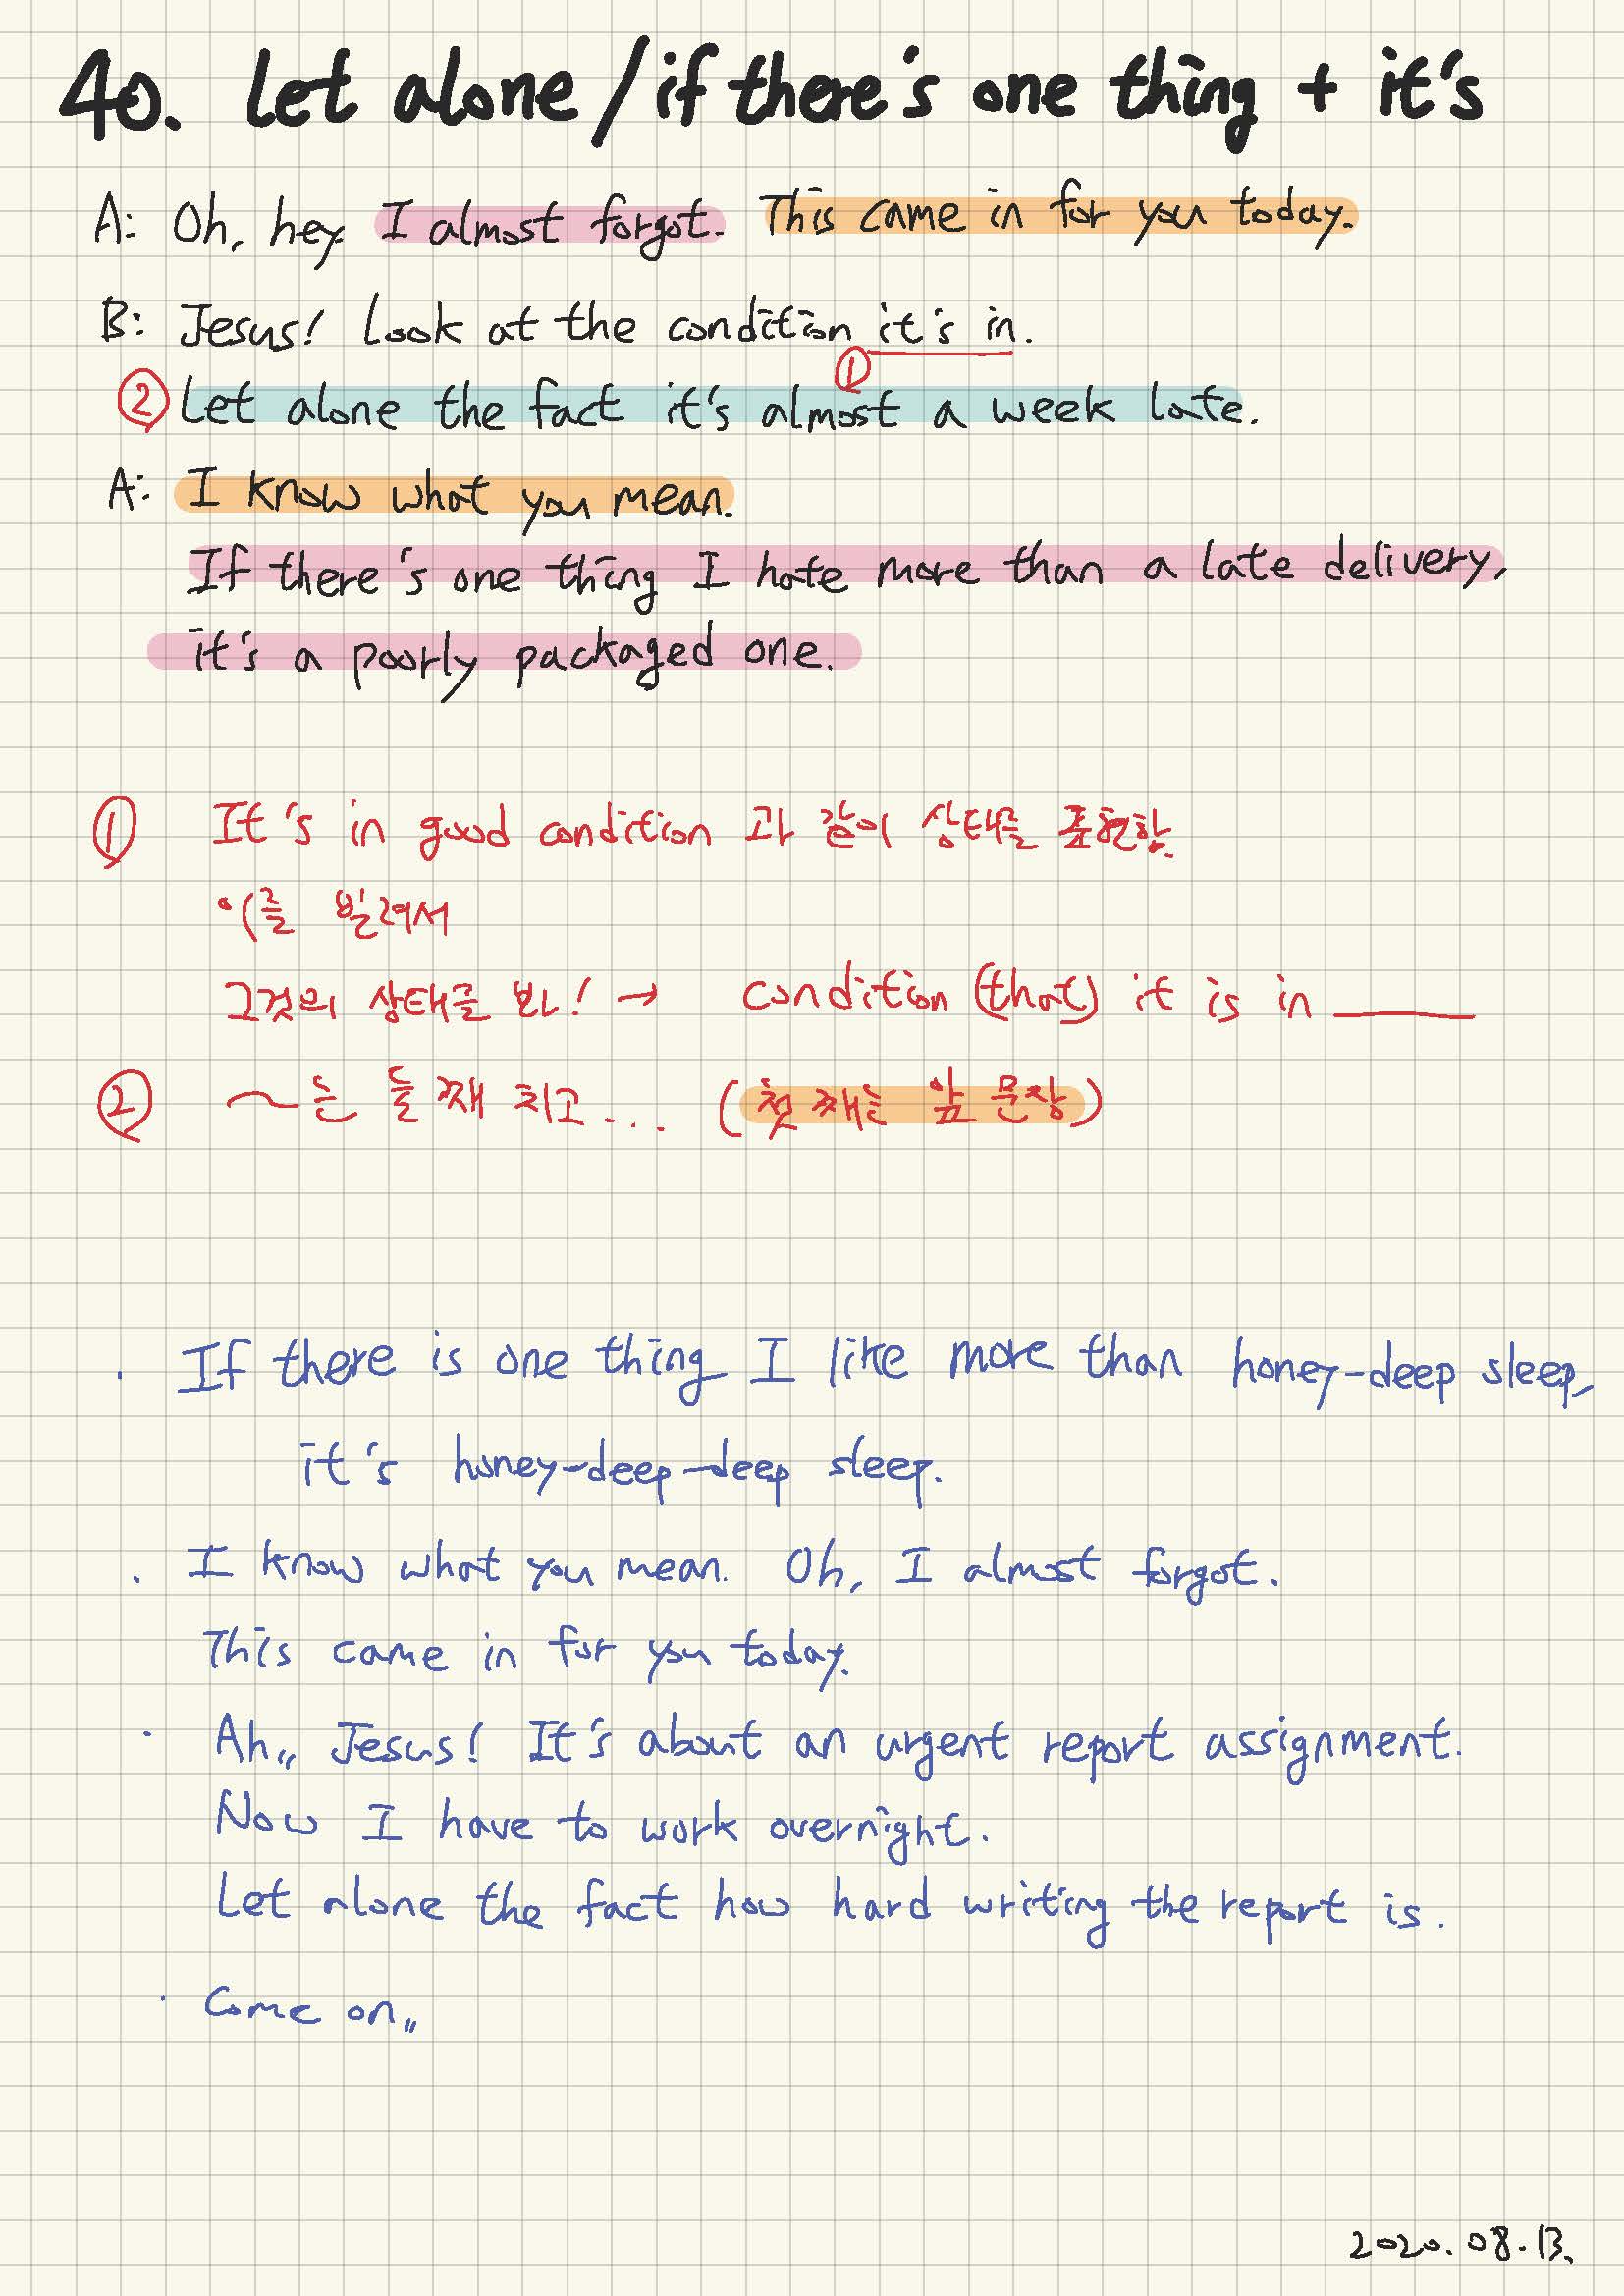 40. Let alone / if there's one thing + it's
A: Oh, hey. I almost forgot. This came in for you today.
B: Jesus! Look at the condition it's in.
①
② Let alone the fact it's almost a week late.
A: I know what you mean.
If there's one thing I hate more than a late delivery,
it's a poorly packaged one.
① It's in good condition 과 같이 상태를 표현함.
이를 빌려서
그것의 상태를 봐! → condition (that) it is in ____
② ~는 둘째 치고... (첫째는 앞 문장)
· If there is one thing I like more than honey-deep sleep,
it's honey-deep-deep sleep.
· I know what you mean. Oh, I almost forgot.
This came in for you today.
· Ah,, Jesus! It's about an urgent report assignment.
Now I have to work overnight.
Let alone the fact how hard writing the report is.
· Come on,,
2020.08.13.